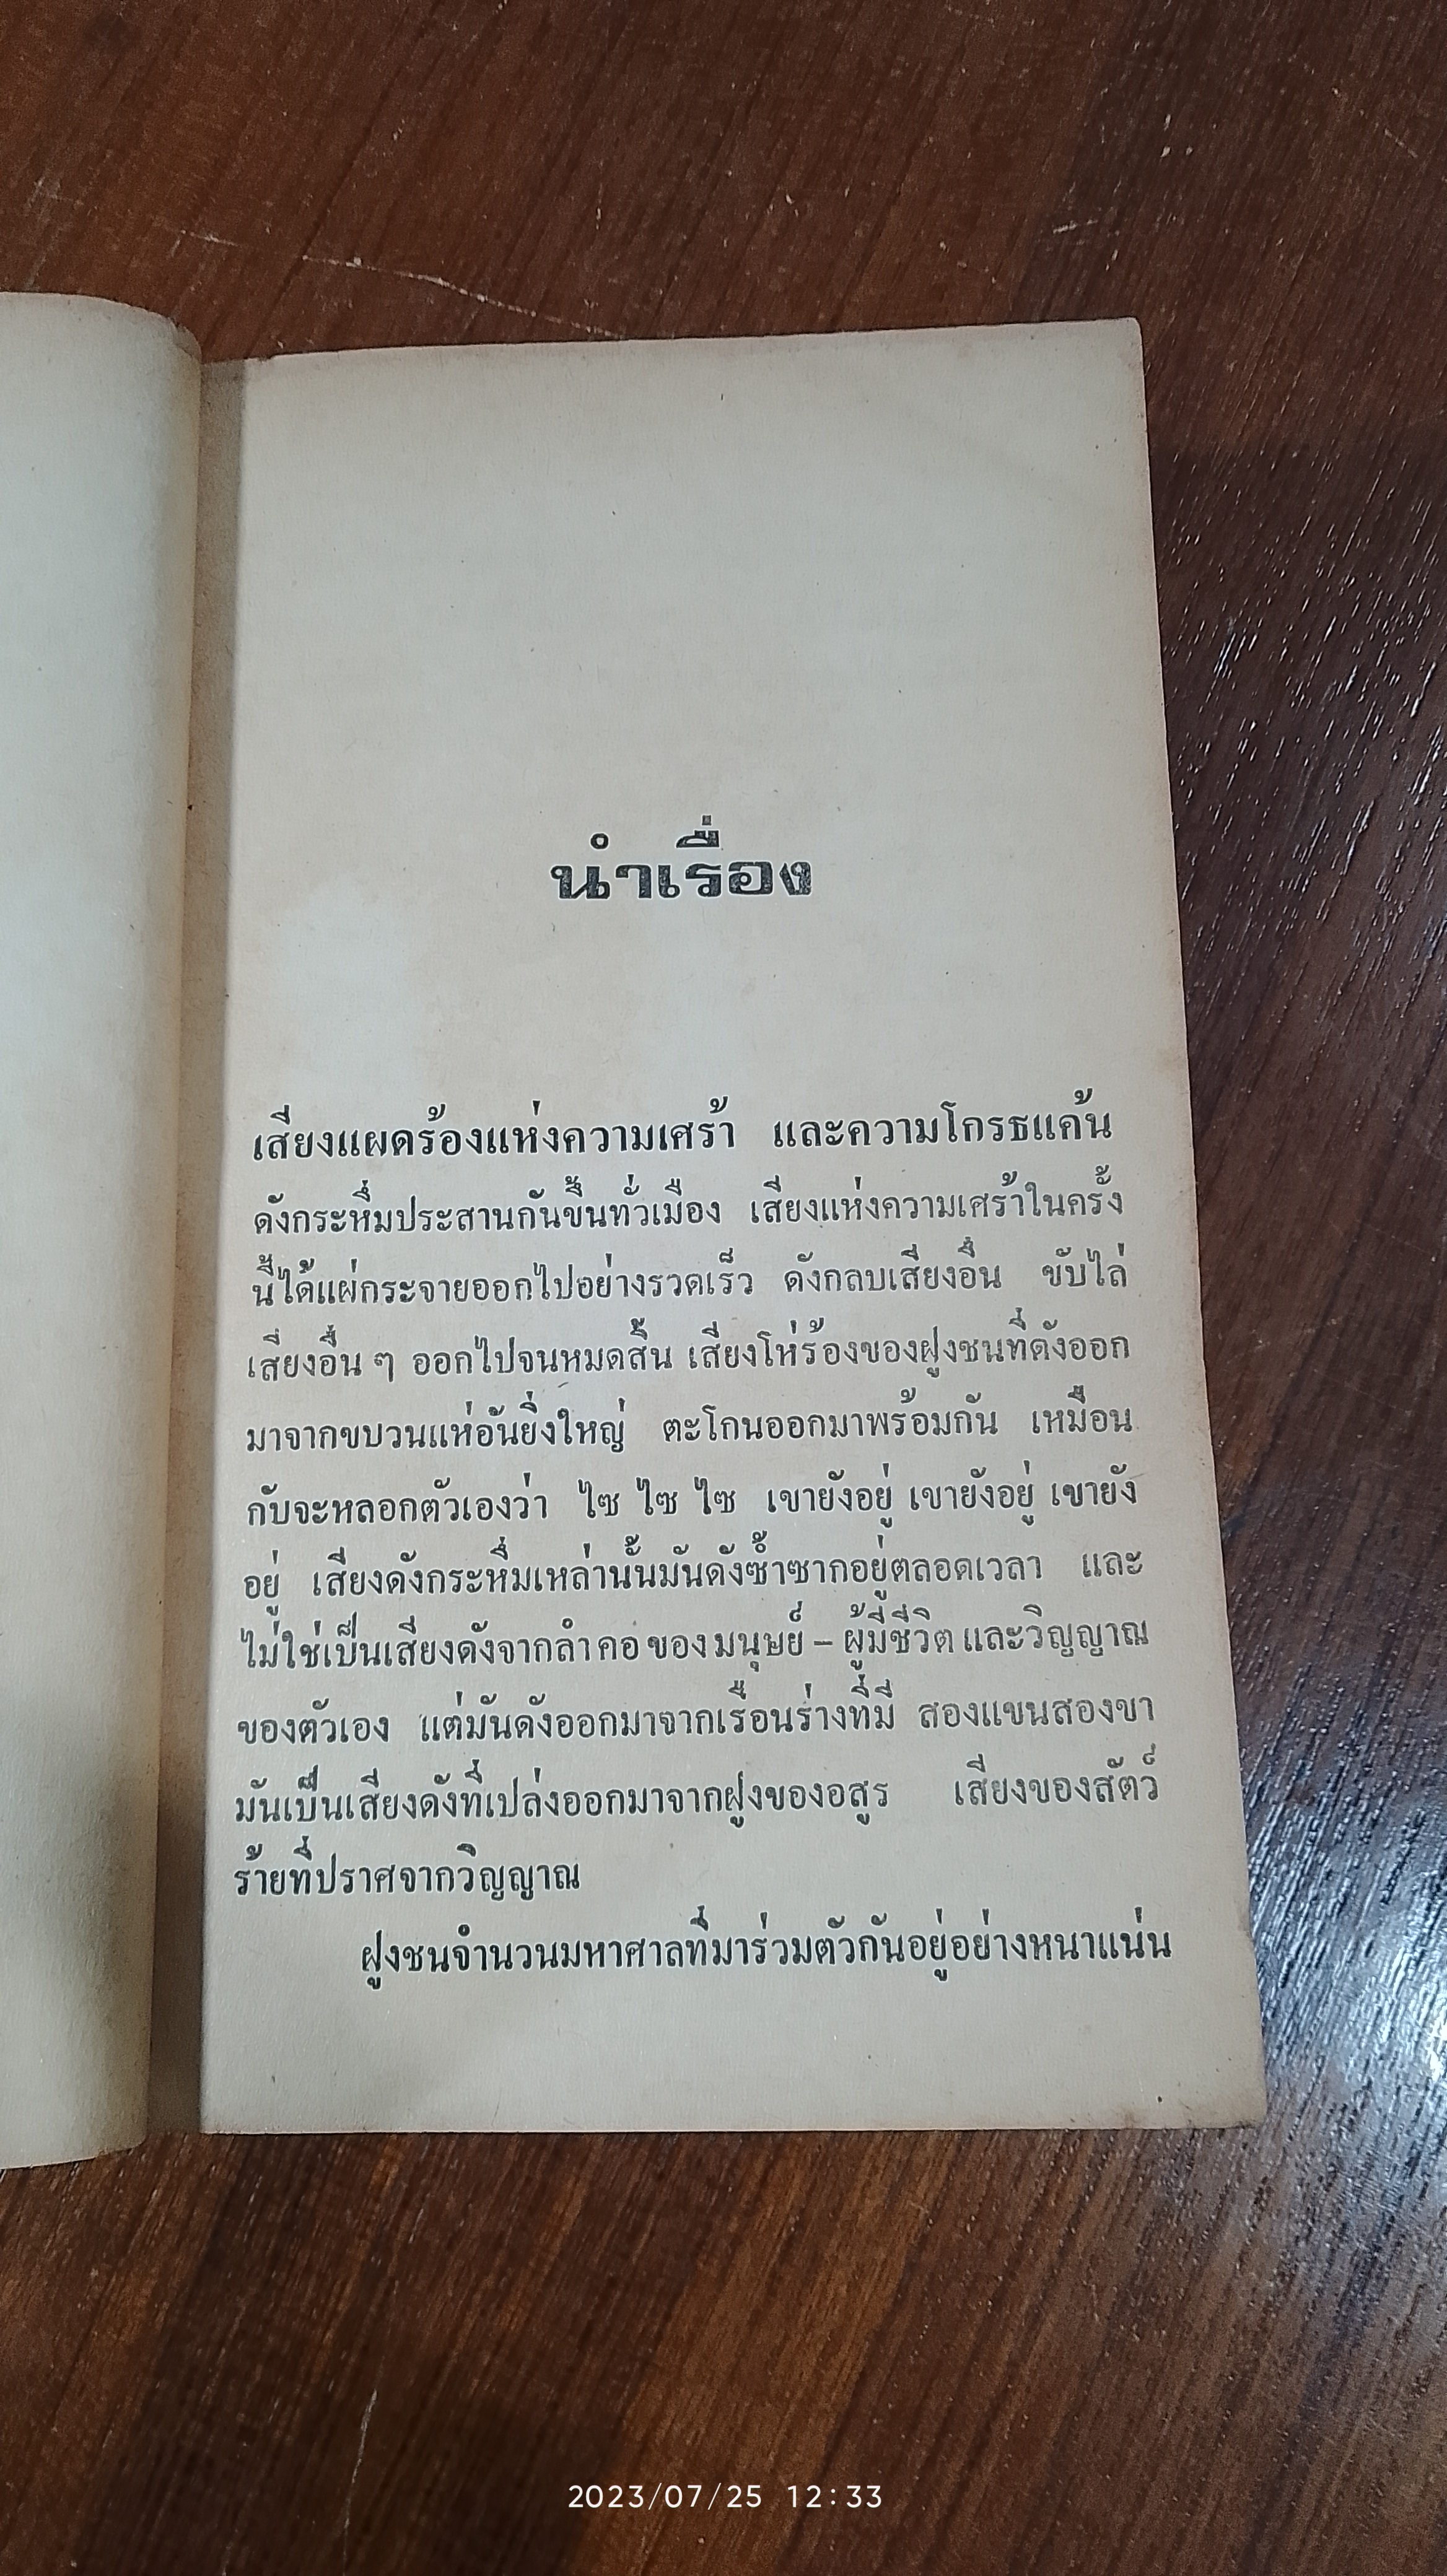 นำเรื่อง
เสียงแผดร้องแห่งความเศร้า และความโกรธแค้น
ดังกระหึ่มประสานกันขึ้นทั่วเมือง เสียงแห่งความเศร้าในครั้ง
นี้ได้แผ่กระจายออกไปอย่างรวดเร็ว ดังกลบเสียงอื่น ขับไล่
เสี่ยงอื่น ๆ ออกไปจนหมดสิ้น เสียงโห่ร้องของฝูงชนที่ดังออก
มาจากขบวนแห่อันยิ่งใหญ่ ตะโกนออกมาพร้อมกัน เหมือน
กับจะหลอกตัวเองว่า ไซ ไซ ไซ เขายังอยู่ เขายังอยู่ เขายัง
อยู่ เสียงดังกระหึ่มเหล่านั้นมันดังซ้ำซากอยู่ตลอดเวลา และ
ไม่ใช่เป็นเสียงดังจากลำคอของมนุษย์ – ผู้มีชีวิตและวิญญาณ
ของตัวเอง แต่มันดังออกมาจากเรือนร่างที่มี สองแขนสองขา
มันเป็นเสียงดังที่เปล่งออกมาจากฝูงของอสูร เสียงของสัตว์
ร้ายที่ปราศจากวิญญาณ
ฝูงชนจำนวนมหาศาลที่มาร่วมตัวกันอยู่อย่างหนาแน่น
2023/07/25 12:33